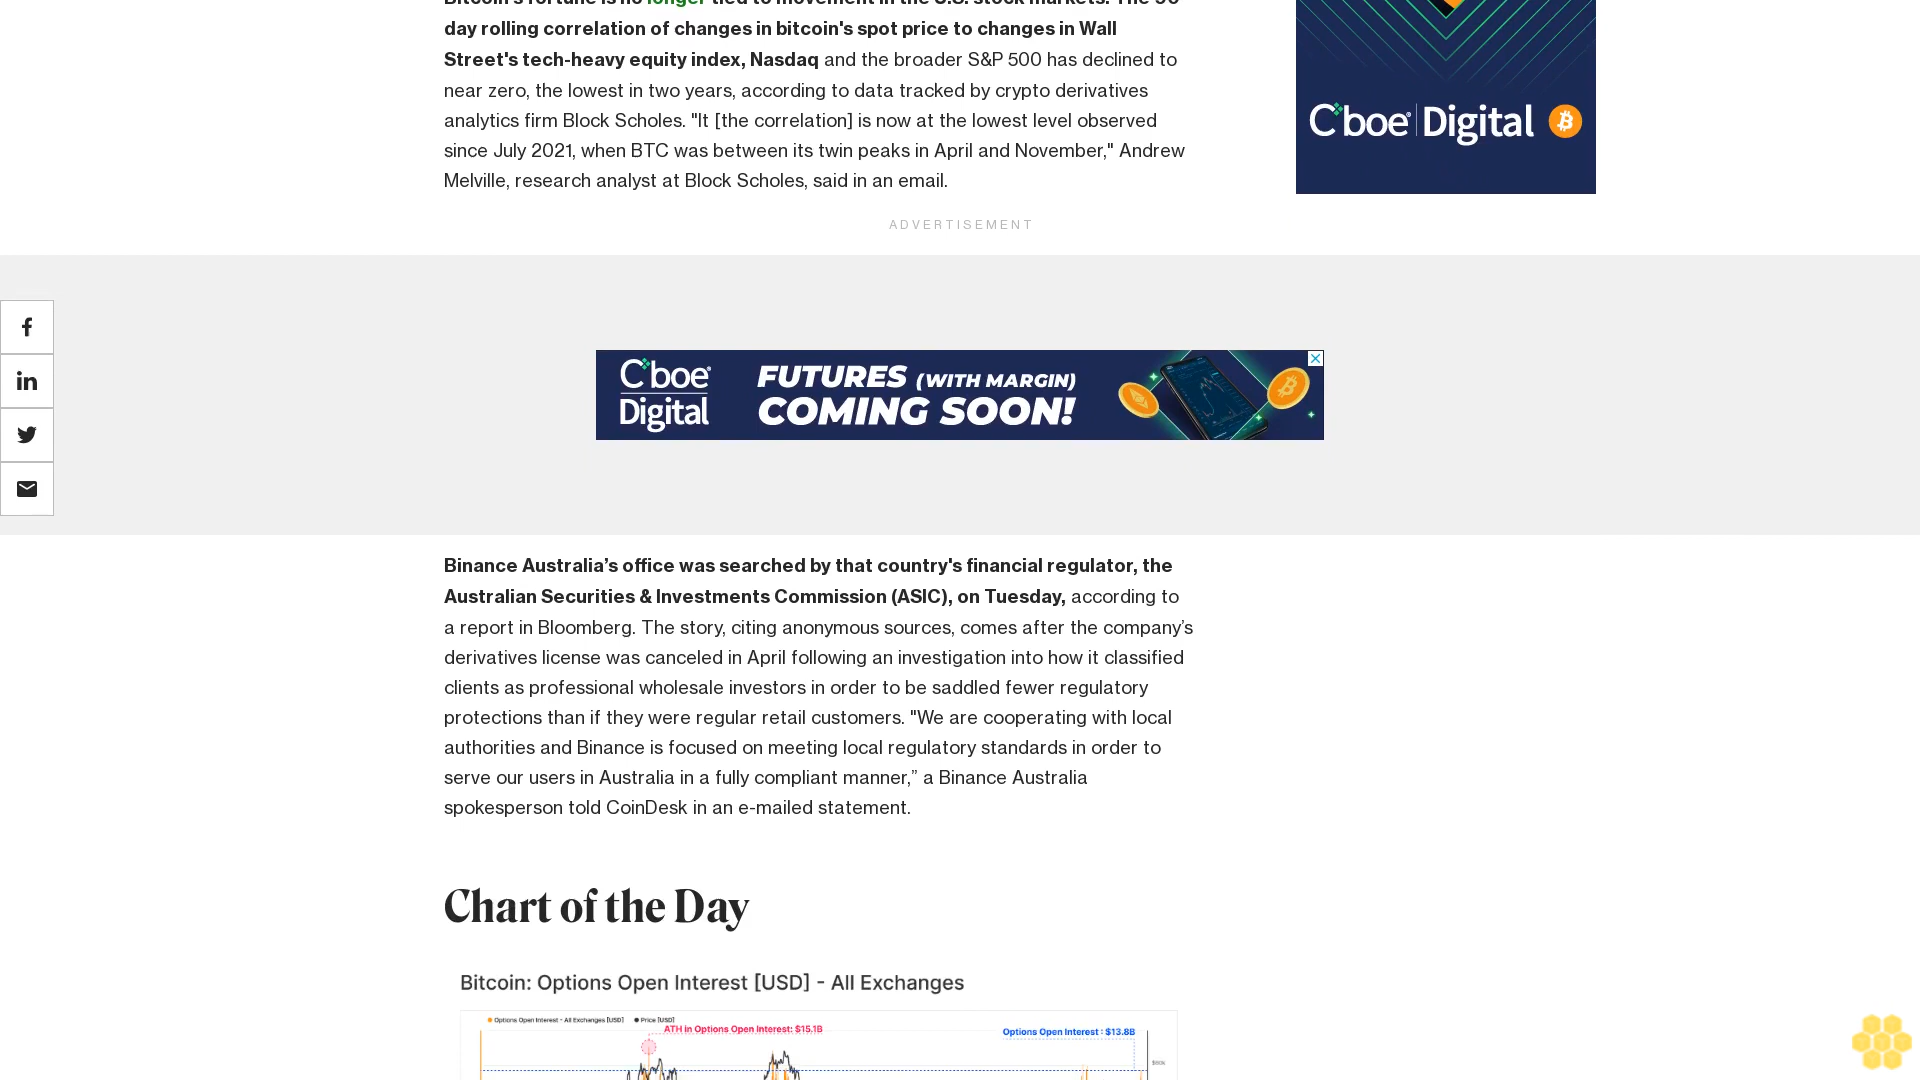 Bitcoin's fortune is no longer tied to movement in the U.S. stock markets. The 90-
day rolling correlation of changes in bitcoin's spot price to changes in Wall
Street's tech-heavy equity index, Nasdaq and the broader S&P 500 has declined to
near zero, the lowest in two years, according to data tracked by crypto derivatives
analytics firm Block Scholes. "It [the correlation] is now at the lowest level observed
since July 2021, when BTC was between its twin peaks in April and November," Andrew
Melville, research analyst at Block Scholes, said in an email.
Cboe Digital
ADVERTISEMENT
Cboe
Digital
FUTURES (WITH MARGIN)
COMING SOON!
Binance Australia’s office was searched by that country's financial regulator, the
Australian Securities & Investments Commission (ASIC), on Tuesday, according to
a report in Bloomberg. The story, citing anonymous sources, comes after the company’s
derivatives license was canceled in April following an investigation into how it classified
clients as professional wholesale investors in order to be saddled fewer regulatory
protections than if they were regular retail customers. "We are cooperating with local
authorities and Binance is focused on meeting local regulatory standards in order to
serve our users in Australia in a fully compliant manner,” a Binance Australia
spokesperson told CoinDesk in an e-mailed statement.
Chart of the Day
Bitcoin: Options Open Interest [USD] - All Exchanges
Options Open Interest - All Exchanges [USD] Price [USD]
ATH in Options Open Interest: $15.1B
Options Open Interest : $13.8B
$60k